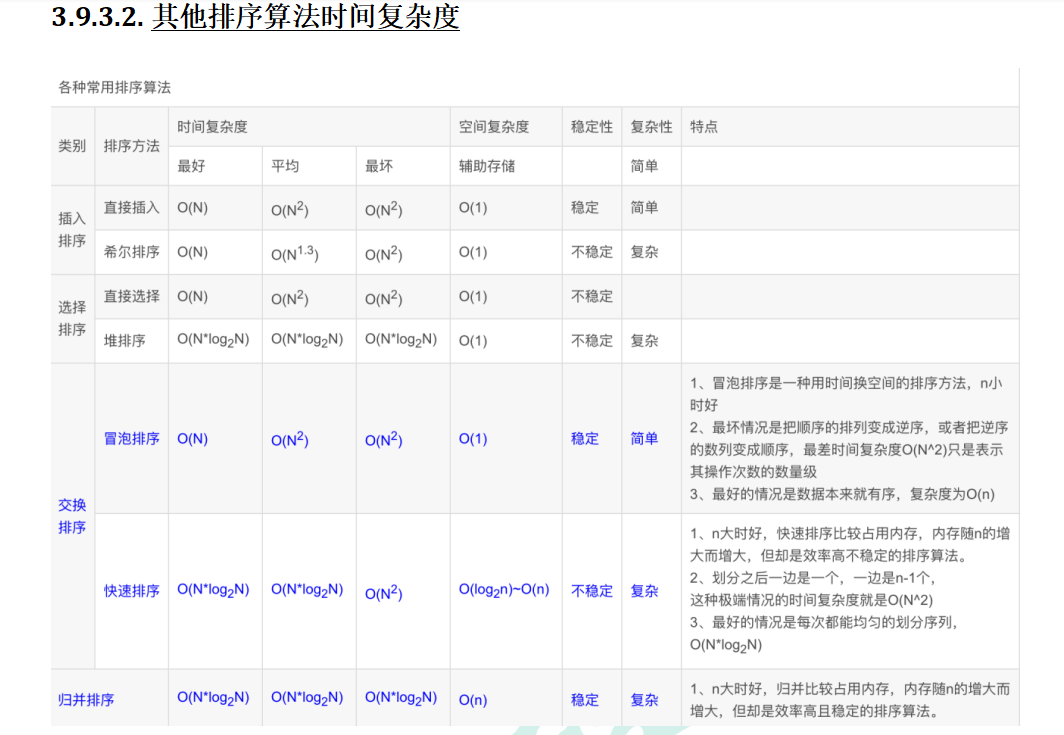 3.9.3.2. 其他排序算法时间复杂度
各种常用排序算法
类别 排序方法 时间复杂度 空间复杂度 稳定性 复杂性 特点
最好 平均 最坏 辅助存储 简单
插入排序 直接插入 O(N) O(N²) O(N²) O(1) 稳定 简单
希尔排序 O(N) O(N^1.3) O(N²) O(1) 不稳定 复杂
选择排序 直接选择 O(N) O(N²) O(N²) O(1) 不稳定
堆排序 O(N*log₂N) O(N*log₂N) O(N*log₂N) O(1) 不稳定 复杂
交换排序 冒泡排序 O(N) O(N²) O(N²) O(1) 稳定 简单
1、冒泡排序是一种用时间换空间的排序方法，n小
时好
2、最坏情况是把顺序的排列变成逆序，或者把逆序
的数列变成顺序，最差时间复杂度O(N^2)只是表示
其操作次数的数量级
3、最好的情况是数据本来就有序，复杂度为O(n)
快速排序 O(N*log₂N) O(N*log₂N) O(N²) O(log₂n)~O(n) 不稳定 复杂
1、n大时好，快速排序比较占用内存，内存随n的增
大而增大，但却是效率高不稳定的排序算法。
2、划分之后一边是一个，一边是n-1个，
这种极端情况的时间复杂度就是O(N^2)
3、最好的情况是每次都能均匀的划分序列，
O(N*log₂N)
归并排序 O(N*log₂N) O(N*log₂N) O(N*log₂N) O(n) 稳定 复杂
1、n大时好，归并比较占用内存，内存随n的增大而
增大，但却是效率高且稳定的排序算法。